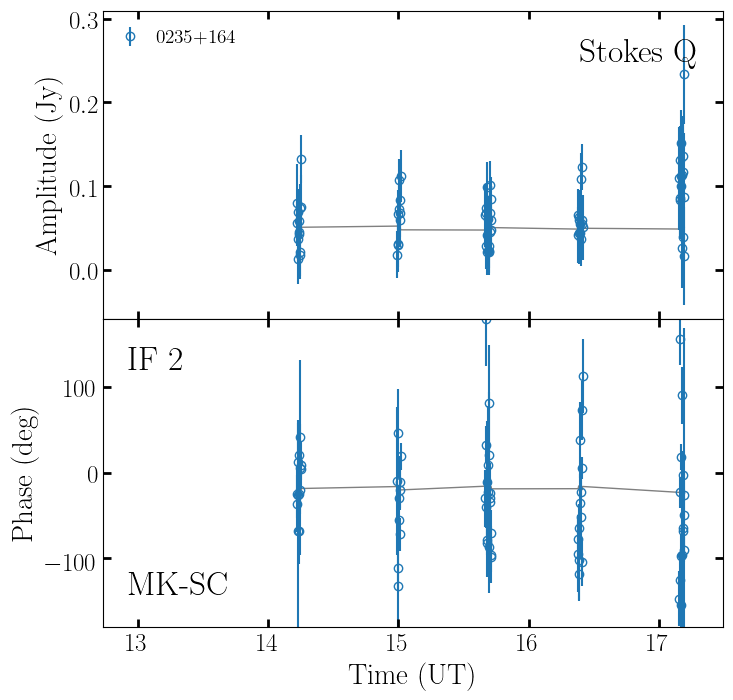 0235+164
Stokes Q
0.3
0.2
0.1
0.0
Amplitude (Jy)
IF 2
100
0
−100
Phase (deg)
MK-SC
13 14 15 16 17
Time (UT)